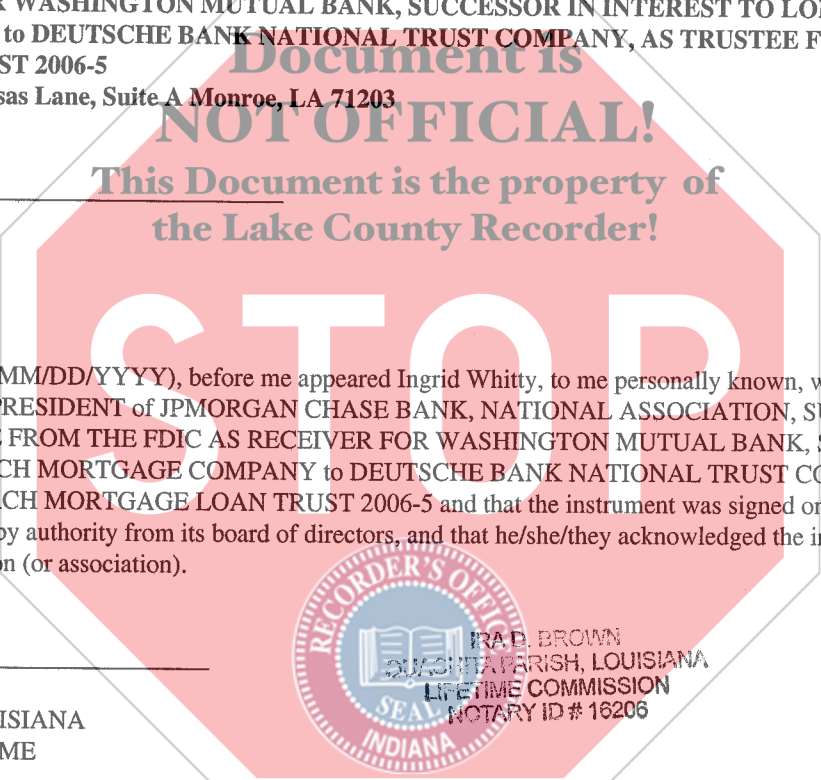 R WASHINGTON MUTUAL BANK, SUCCESSOR IN INTEREST TO LO
to DEUTSCHE BANK NATIONAL TRUST COMPANY, AS TRUSTEE F
ST 2006-5
sas Lane, Suite A Monroe, LA 71203
Document is
NOT OFFICIAL!
This Document is the property of
the Lake County Recorder!
STOP
MM/DD/YYYY), before me appeared Ingrid Whitty, to me personally known, w
PRESIDENT of JPMORGAN CHASE BANK, NATIONAL ASSOCIATION, SU
E FROM THE FDIC AS RECEIVER FOR WASHINGTON MUTUAL BANK, S
CH MORTGAGE COMPANY to DEUTSCHE BANK NATIONAL TRUST CO
ACH MORTGAGE LOAN TRUST 2006-5 and that the instrument was signed on
by authority from its board of directors, and that he/she/they acknowledged the in
on (or association).
RECORDER'S OFFICE
SEAL
INDIANA
IRA D. BROWN
OUACHITA PARISH, LOUISIANA
LIFETIME COMMISSION
NOTARY ID # 16206
ISIANA
ME